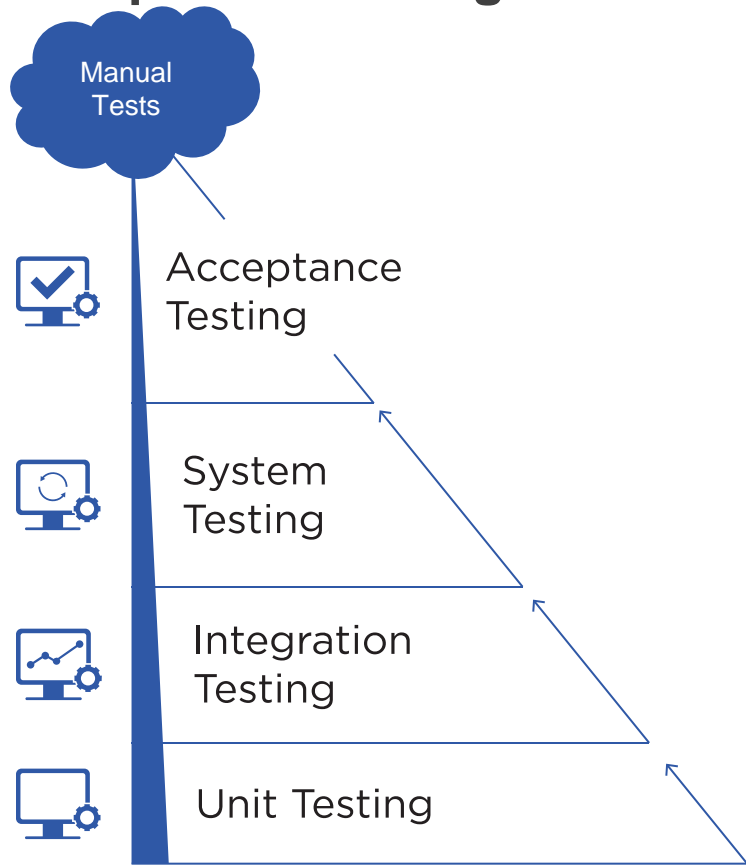 Manual
Tests
Acceptance
Testing
System
Testing
Integration
Testing
Unit Testing